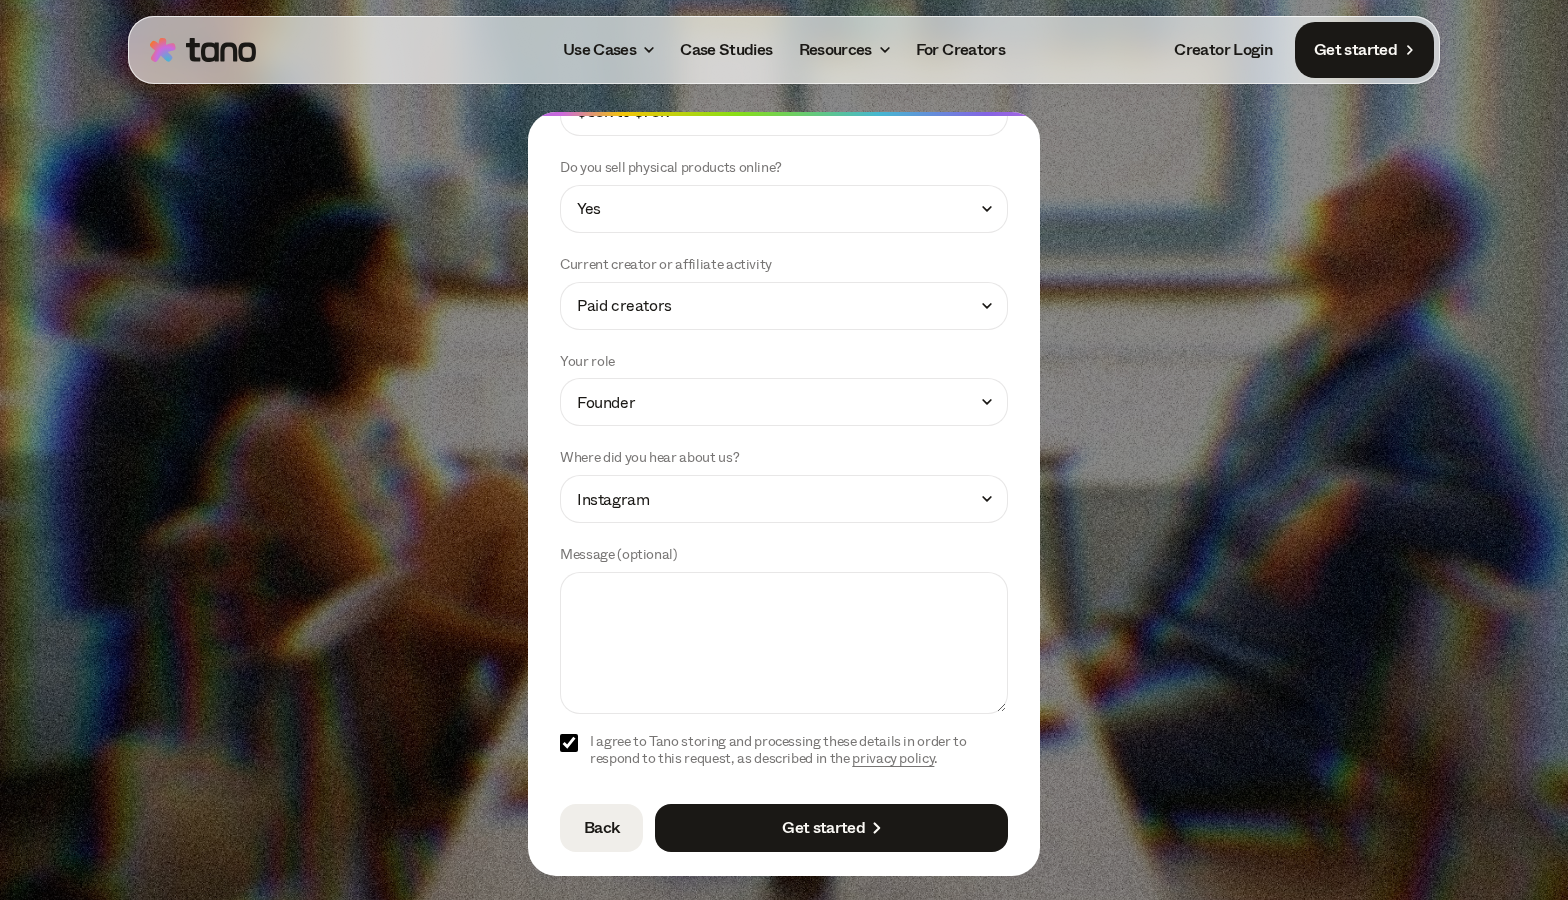 tano
Use Cases
Case Studies
Resources
For Creators
Creator Login
Get started
Do you sell physical products online?
Yes
Current creator or affiliate activity
Paid creators
Your role
Founder
Where did you hear about us?
Instagram
Message (optional)
I agree to Tano storing and processing these details in order to
respond to this request, as described in the privacy policy.
Back
Get started